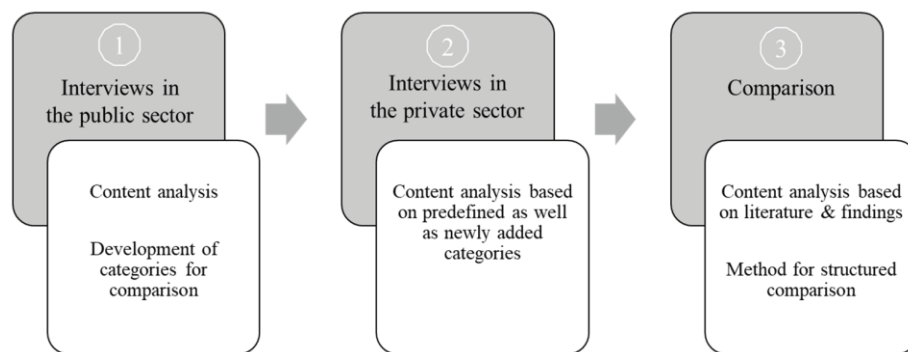 1
Interviews in
the public sector
Content analysis
Development of
categories for
comparison
2
Interviews in
the private sector
Content analysis based
on predefined as well
as newly added
categories
3
Comparison
Content analysis based
on literature & findings
Method for structured
comparison